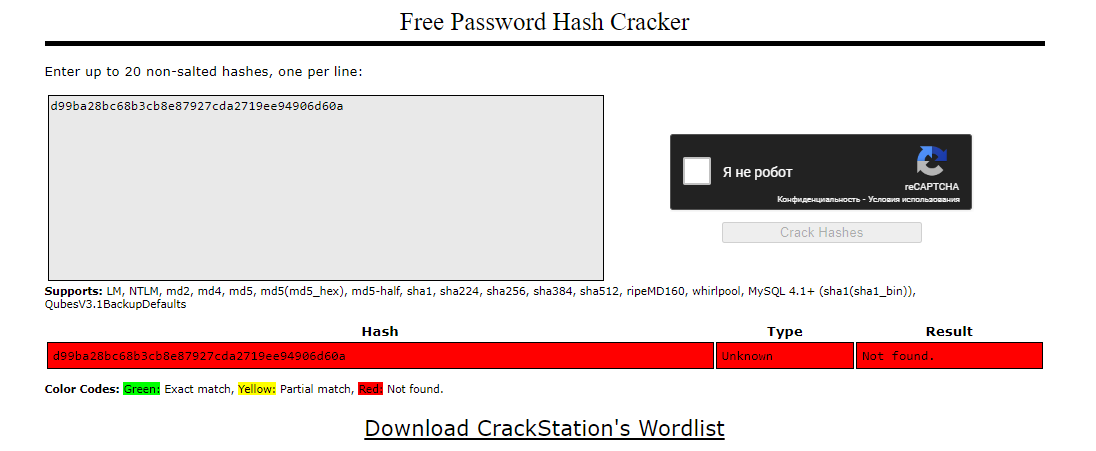 Free Password Hash Cracker
Enter up to 20 non-salted hashes, one per line:
d99ba28bc68b3cb8e87927cda2719ee94906d60a
Я не робот
reCAPTCHA
Конфиденциальность - Условия использования
Crack Hashes
Supports: LM, NTLM, md2, md4, md5, md5(md5_hex), md5-half, sha1, sha224, sha256, sha384, sha512, ripeMD160, whirlpool, MySQL 4.1+ (sha1(sha1_bin)),
QubesV3.1BackupDefaults
Hash Type Result
d99ba28bc68b3cb8e87927cda2719ee94906d60a Unknown Not found.
Color Codes: Green: Exact match, Yellow: Partial match, Red: Not found.
Download CrackStation's Wordlist